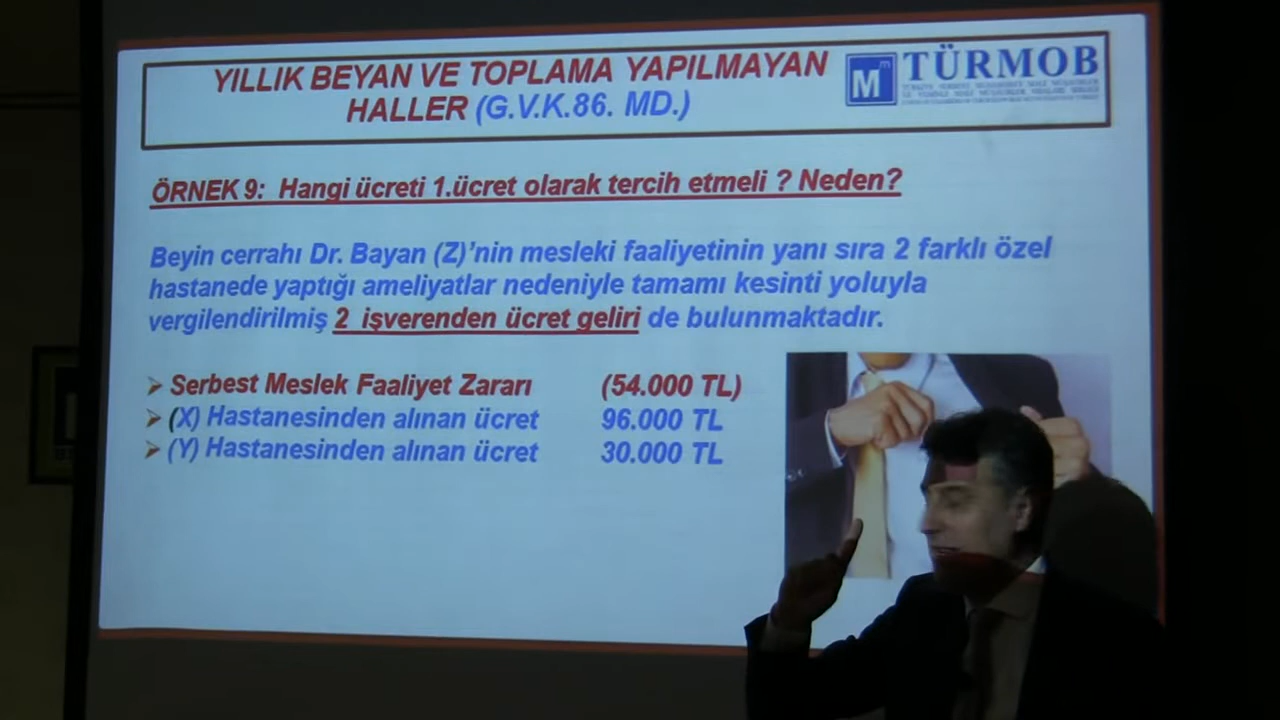 YILLIK BEYAN VE TOPLAMA YAPILMAYAN
HALLER (G.V.K.86. MD.)
M
m
TÜRMOB
ÖRNEK 9: Hangi ücreti 1.ücret olarak tercih etmeli ? Neden?
Beyin cerrahı Dr. Bayan (Z)'nin mesleki faaliyetinin yanı sıra 2 farklı özel
hastanede yaptığı ameliyatlar nedeniyle tamamı kesinti yoluyla
vergilendirilmiş 2 işverenden ücret geliri de bulunmaktadır.
➢ Serbest Meslek Faaliyet Zararı (54.000 TL)
➢ (X) Hastanesinden alınan ücret 96.000 TL
➢ (Y) Hastanesinden alınan ücret 30.000 TL